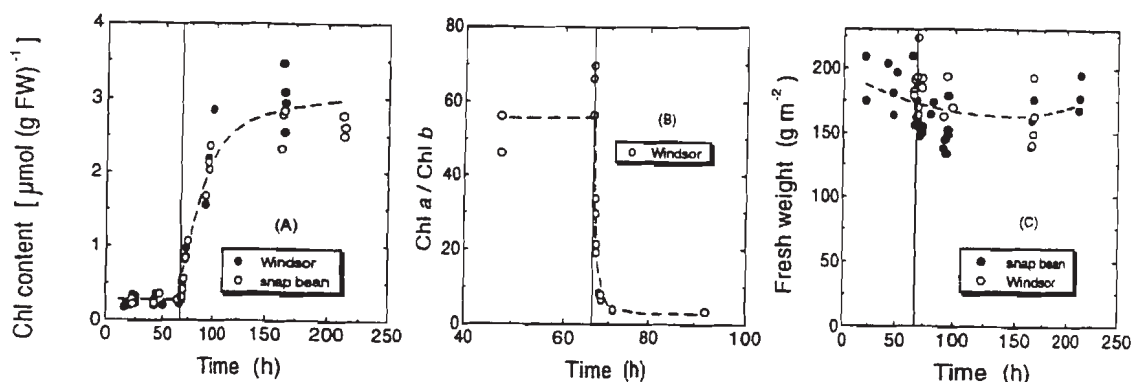 Chl content [ μmol (g FW)⁻¹ ]
4
3
2
1
0
(A)
● Windsor
○ snap bean
0 50 100 150 200 250
Time (h)
Chl a / Chl b
80
60
40
20
0
(B)
○ Windsor
40 60 80 100
Time (h)
Fresh weight (g m⁻²)
200
150
100
50
0
(C)
● snap bean
○ Windsor
0 50 100 150 200 250
Time (h)